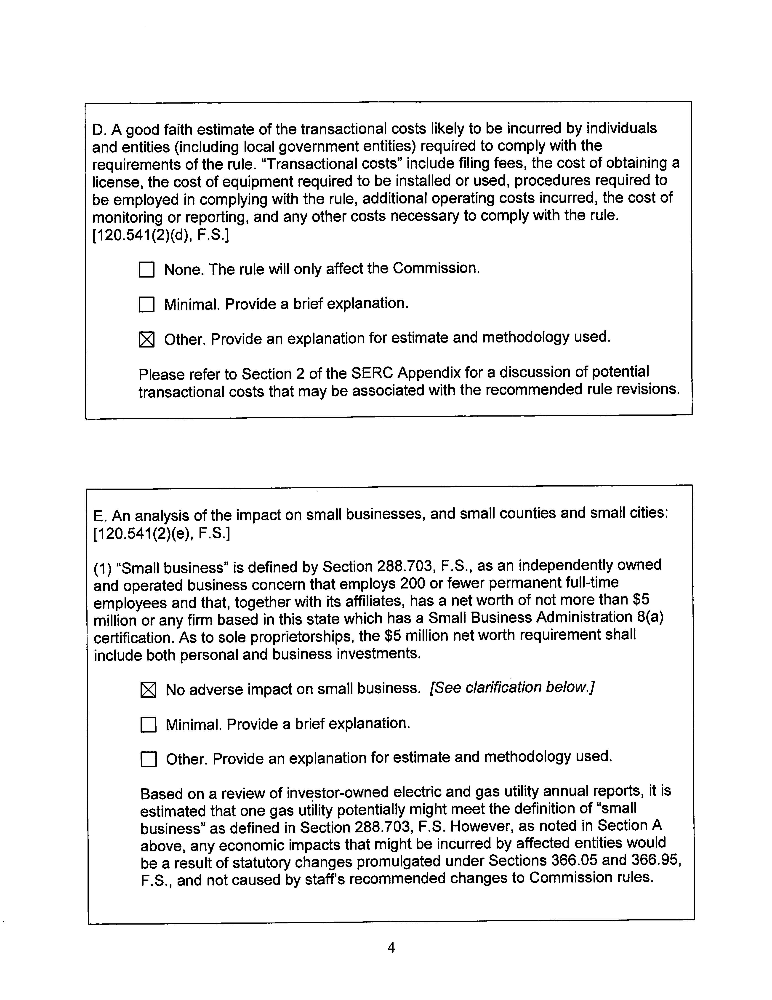 D. A good faith estimate of the transactional costs likely to be incurred by individuals
and entities (including local government entities) required to comply with the
requirements of the rule. “Transactional costs” include filing fees, the cost of obtaining a
license, the cost of equipment required to be installed or used, procedures required to
be employed in complying with the rule, additional operating costs incurred, the cost of
monitoring or reporting, and any other costs necessary to comply with the rule.
[120.541(2)(d), F.S.]
☐ None. The rule will only affect the Commission.
☐ Minimal. Provide a brief explanation.
☒ Other. Provide an explanation for estimate and methodology used.
Please refer to Section 2 of the SERC Appendix for a discussion of potential
transactional costs that may be associated with the recommended rule revisions.
E. An analysis of the impact on small businesses, and small counties and small cities:
[120.541(2)(e), F.S.]
(1) “Small business” is defined by Section 288.703, F.S., as an independently owned
and operated business concern that employs 200 or fewer permanent full-time
employees and that, together with its affiliates, has a net worth of not more than $5
million or any firm based in this state which has a Small Business Administration 8(a)
certification. As to sole proprietorships, the $5 million net worth requirement shall
include both personal and business investments.
☒ No adverse impact on small business. [See clarification below.]
☐ Minimal. Provide a brief explanation.
☐ Other. Provide an explanation for estimate and methodology used.
Based on a review of investor-owned electric and gas utility annual reports, it is
estimated that one gas utility potentially might meet the definition of “small
business” as defined in Section 288.703, F.S. However, as noted in Section A
above, any economic impacts that might be incurred by affected entities would
be a result of statutory changes promulgated under Sections 366.05 and 366.95,
F.S., and not caused by staff's recommended changes to Commission rules.
4